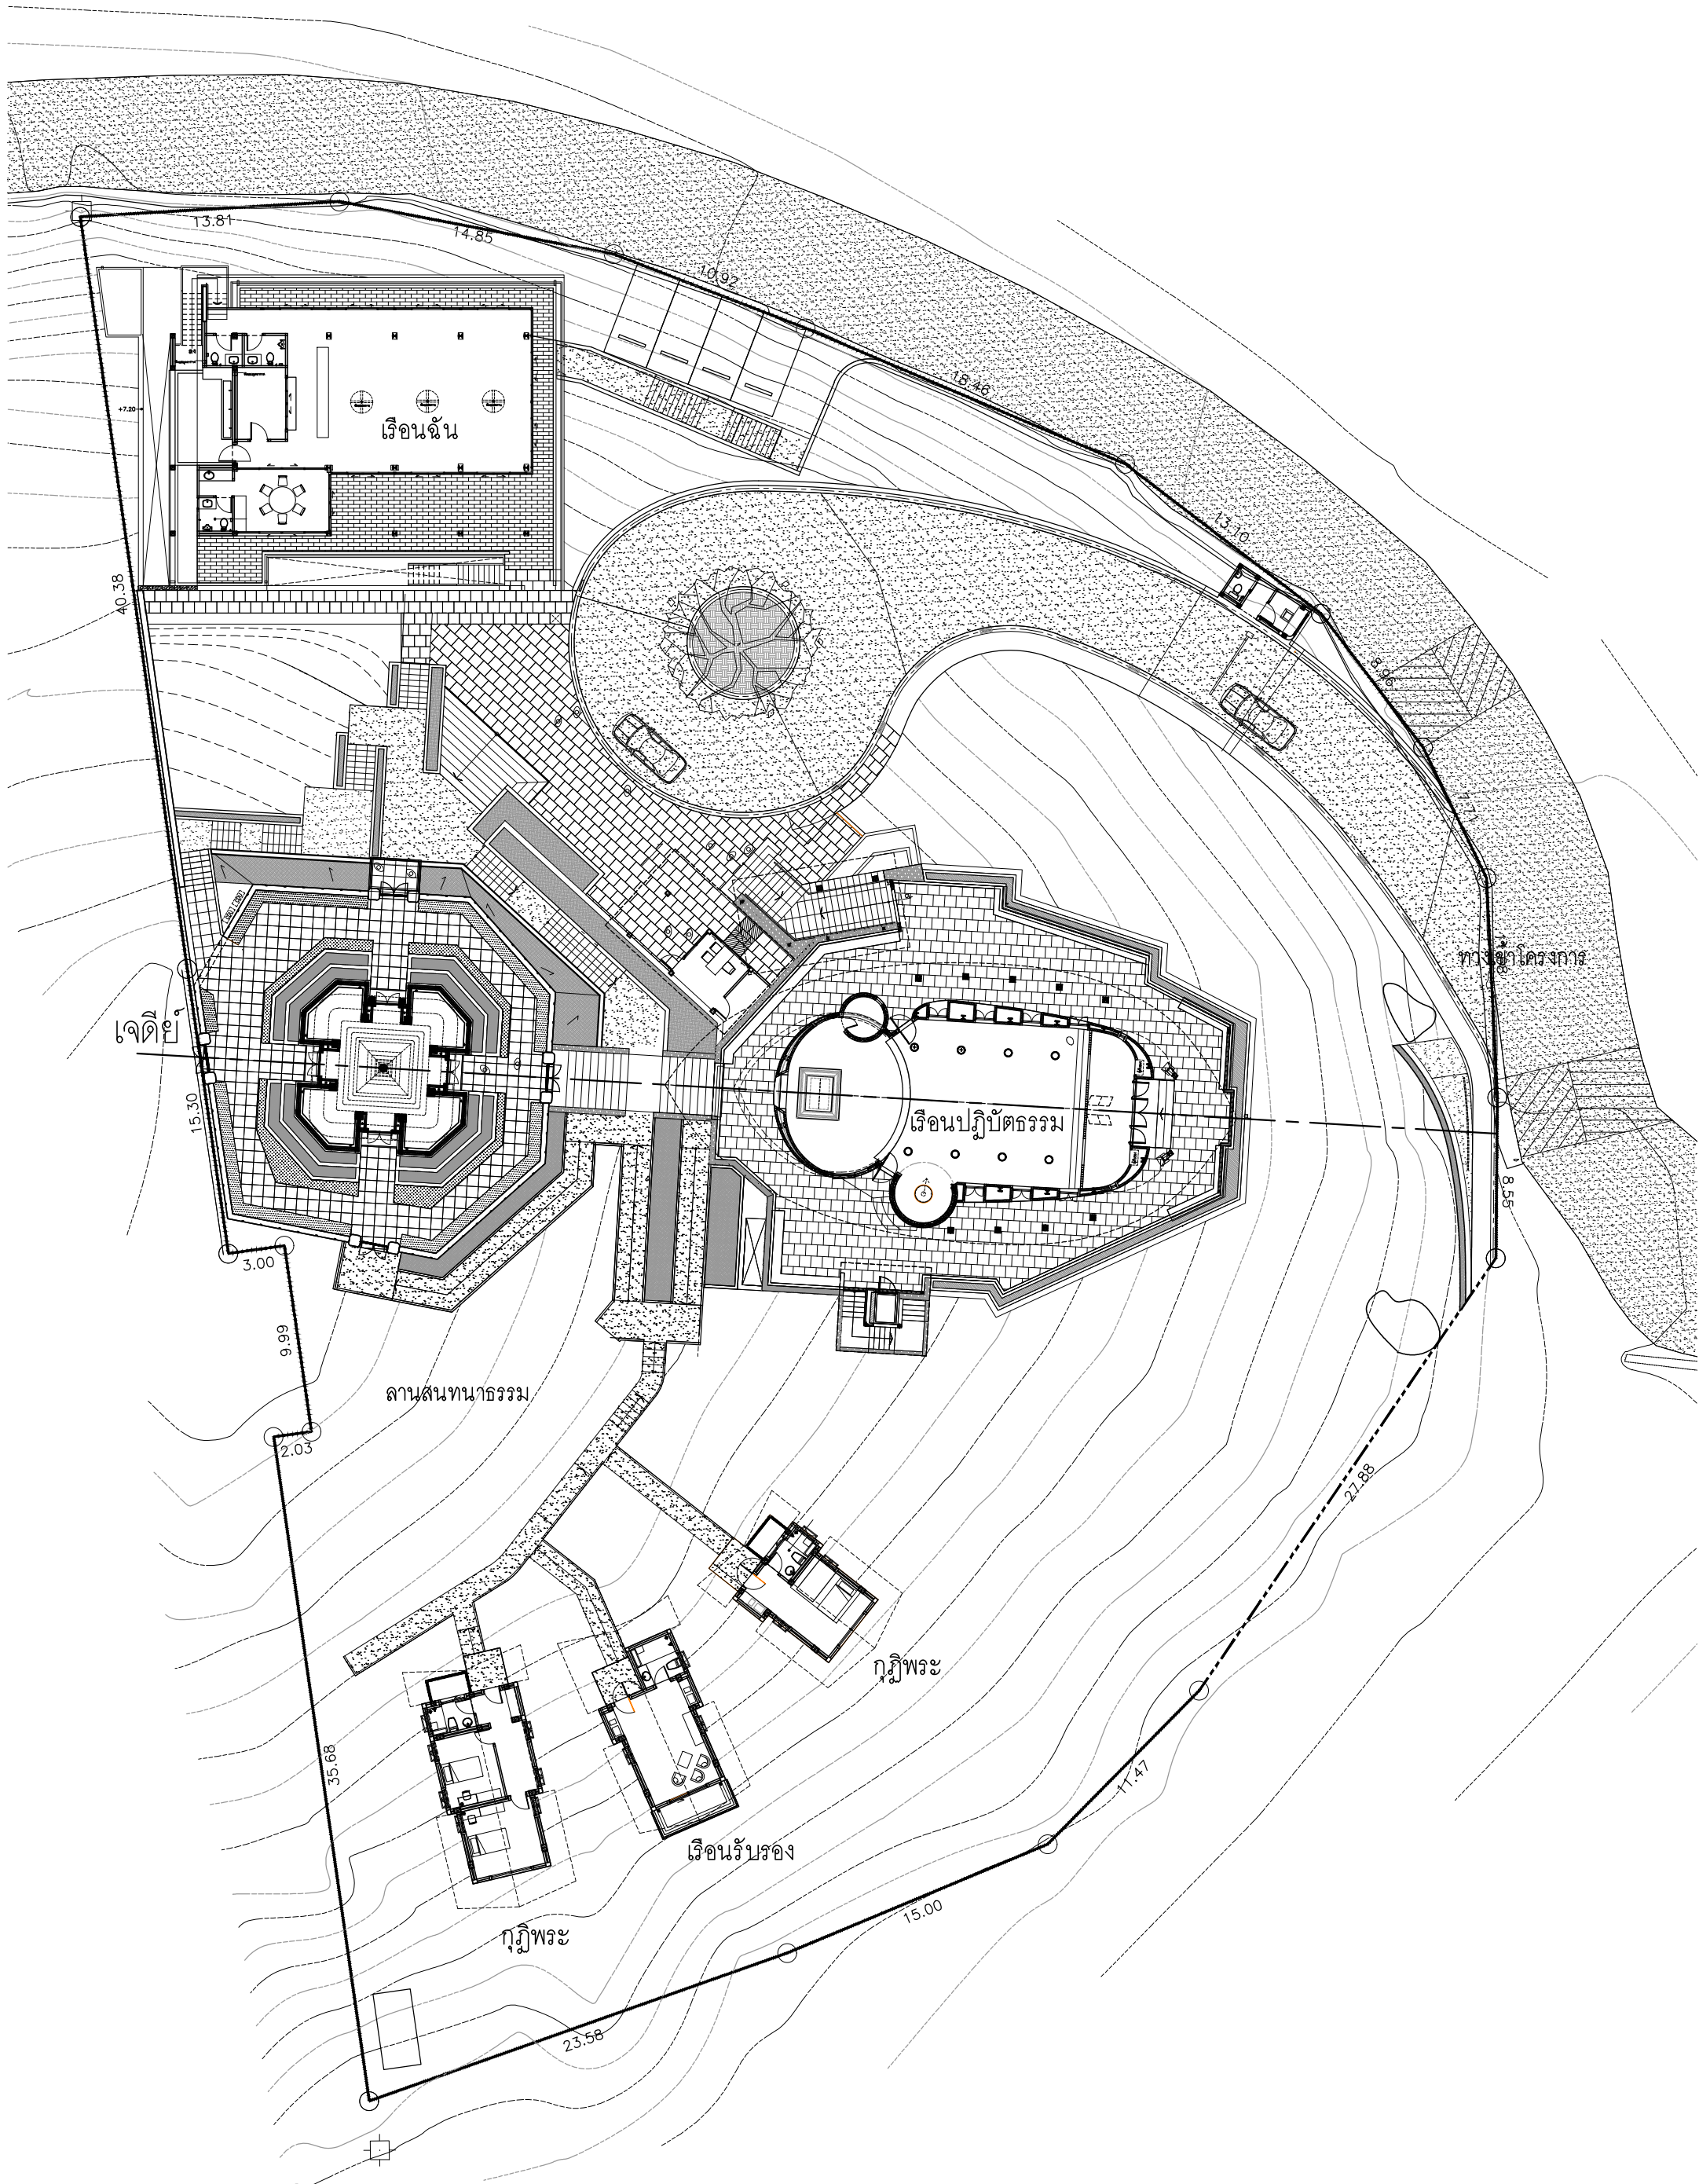 13.81
14.85
10.92
18.46
13.10
8.96
7.71
+7.20
เรือนฉัน
40.38
ทางเข้าโครงการ
เจดีย์
15.30
เรือนปฏิบัติธรรม
8.55
3.00
9.99
ลานสนทนาธรรม
2.03
27.88
กุฏิพระ
35.68
11.47
เรือนรับรอง
15.00
กุฏิพระ
23.58